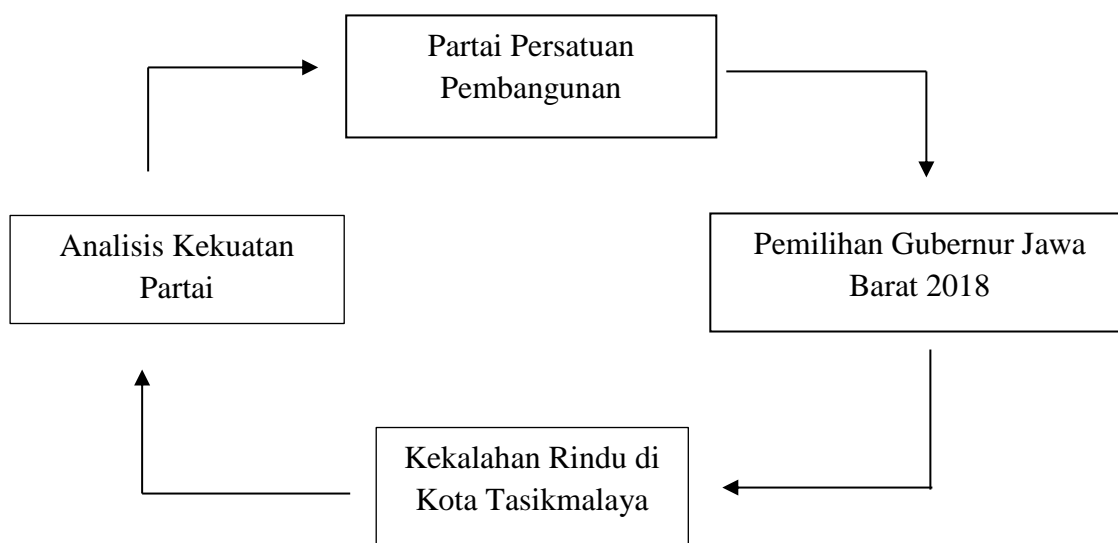 Partai Persatuan
Pembangunan
Pemilihan Gubernur Jawa
Barat 2018
Kekalahan Rindu di
Kota Tasikmalaya
Analisis Kekuatan
Partai